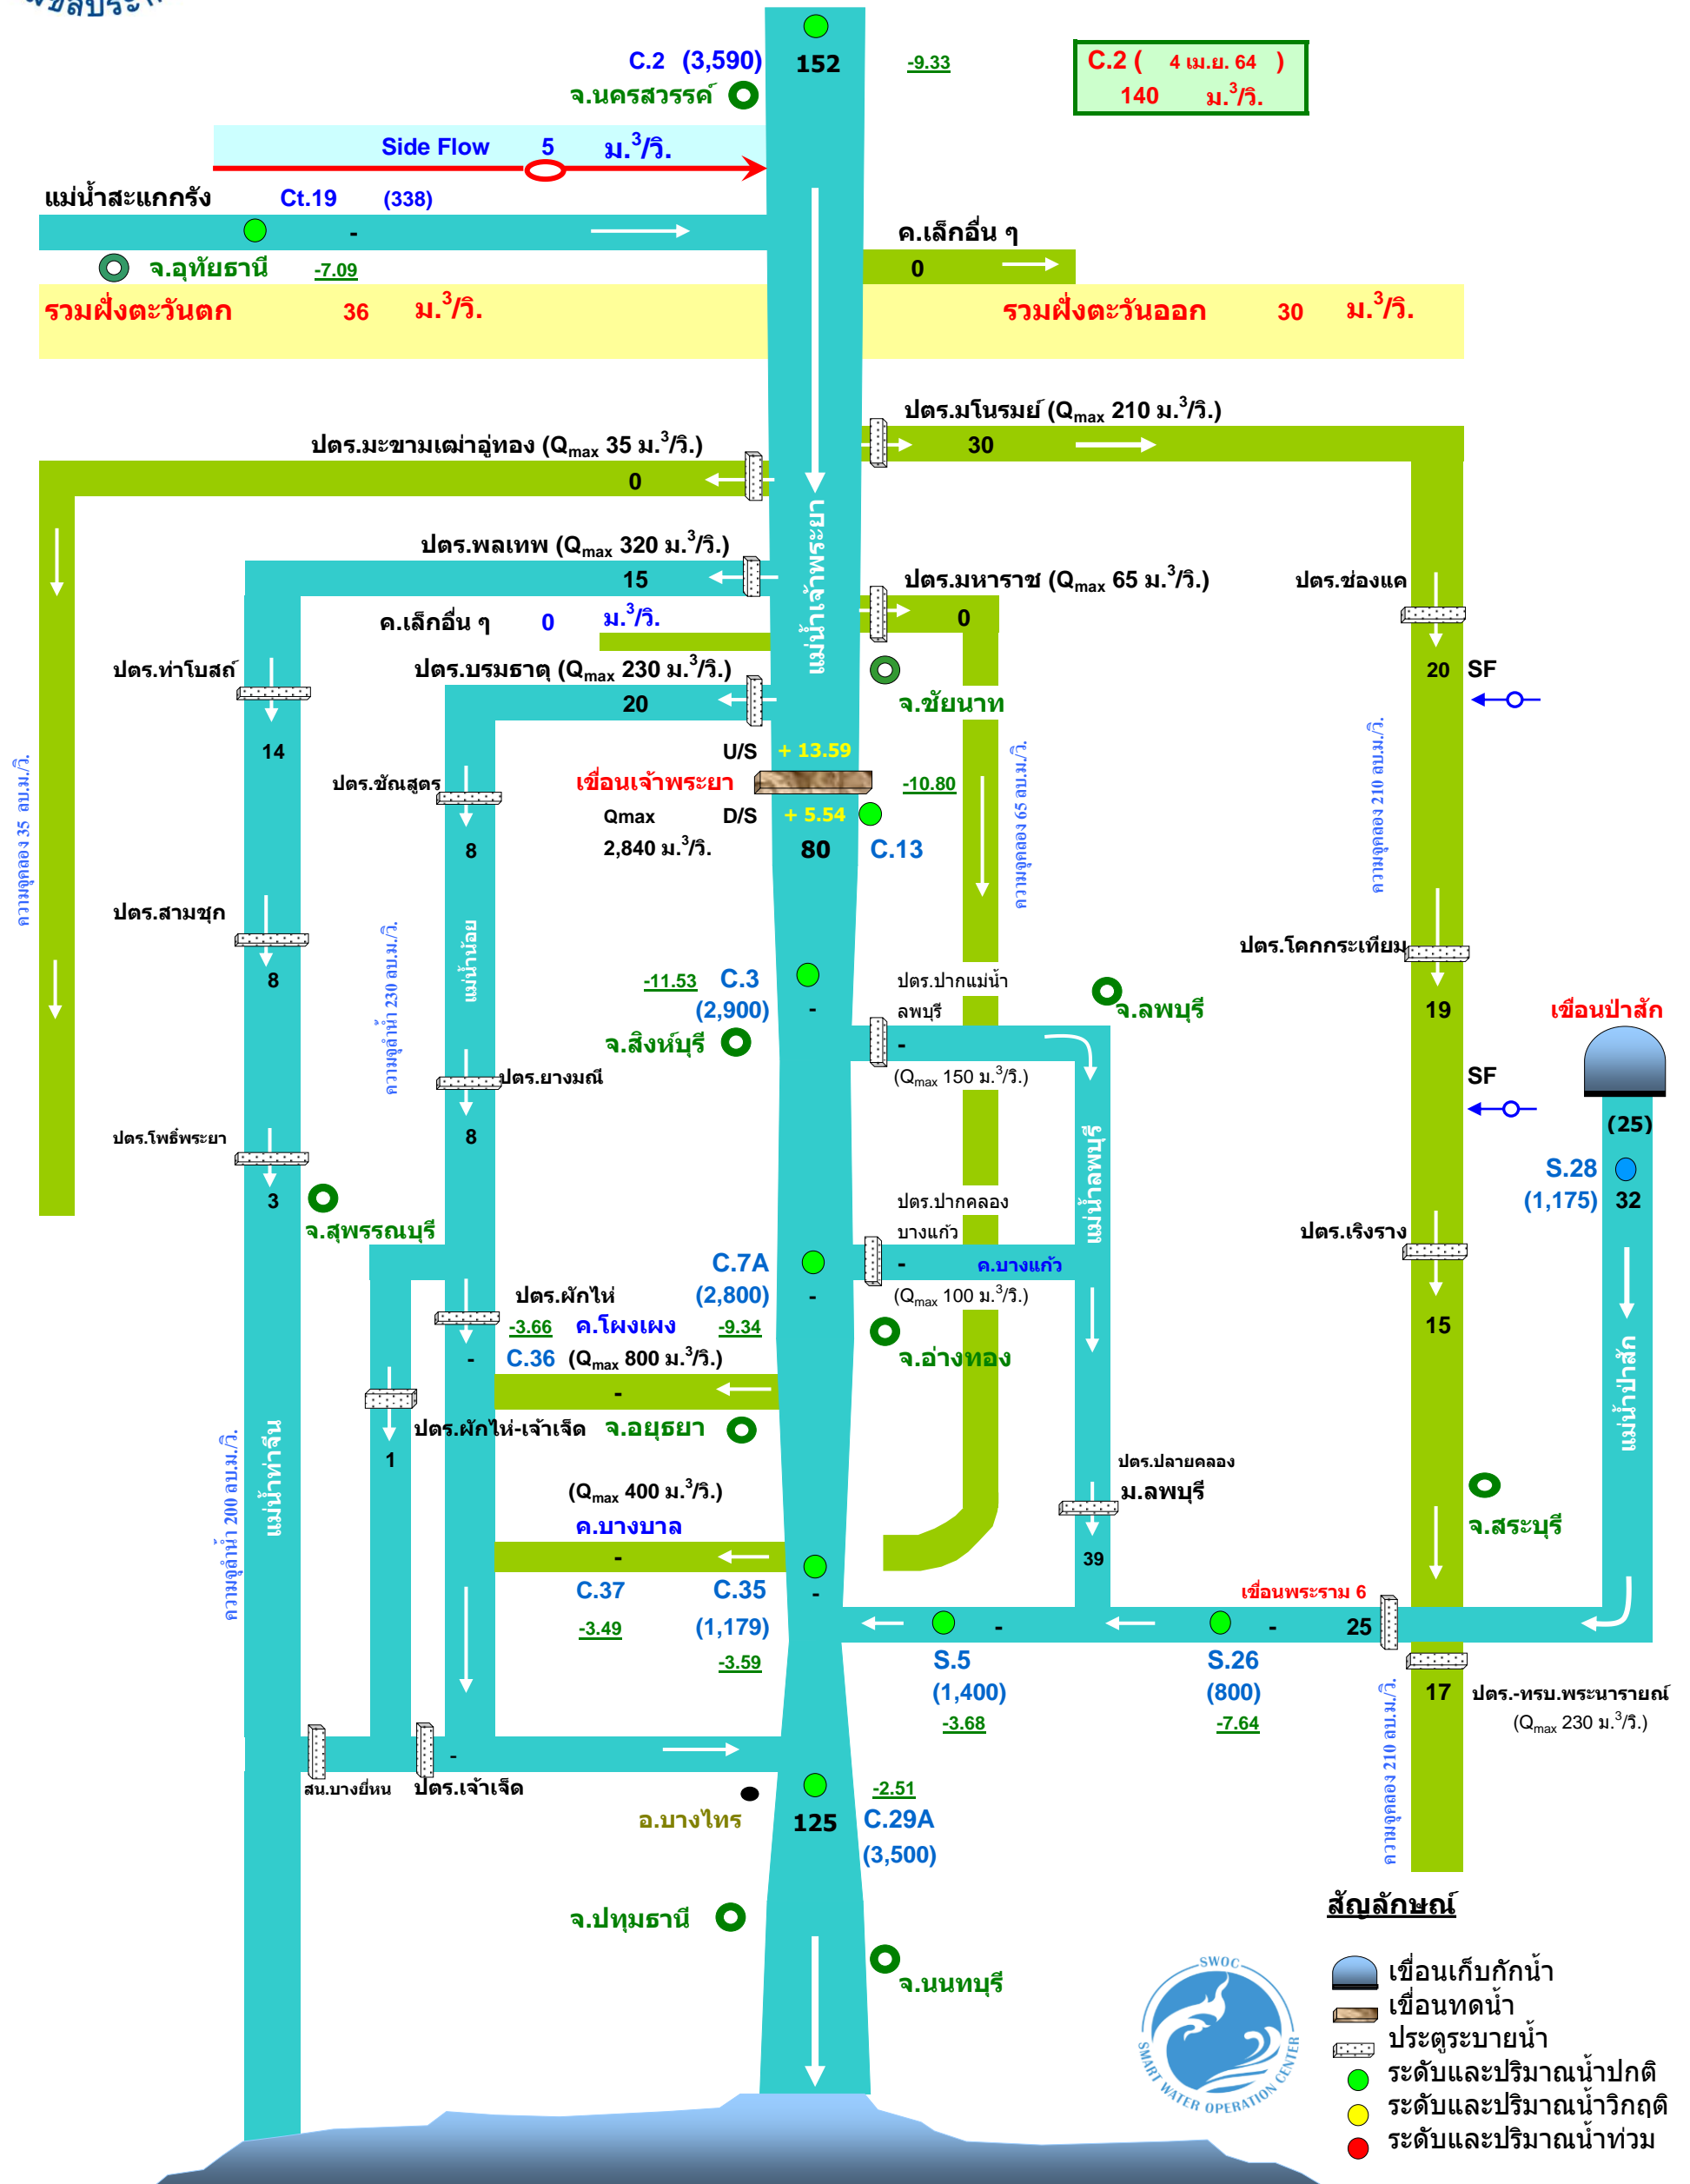 C.2 (3,590) 152 -9.33
จ.นครสวรรค์
C.2 ( 4 เม.ย. 64 )
140 ม.3/วิ.
Side Flow 5 ม.3/วิ.
แม่น้ำสะแกกรัง Ct.19 (338)
-
จ.อุทัยธานี -7.09
ค.เล็กอื่น ๆ
0
รวมฝั่งตะวันตก 36 ม.3/วิ.
รวมฝั่งตะวันออก 30 ม.3/วิ.
ปตร.มโนรมย์ (Qmax 210 ม.3/วิ.)
30
ปตร.มะขามเฒ่าอู่ทอง (Qmax 35 ม.3/วิ.)
0
แม่น้ำเจ้าพระยา
ปตร.พลเทพ (Qmax 320 ม.3/วิ.)
15
ปตร.มหาราช (Qmax 65 ม.3/วิ.)
0
ปตร.ช่องแค
20 SF
ค.เล็กอื่น ๆ 0 ม.3/วิ.
ปตร.ท่าโบสถ์
14
ปตร.บรมธาตุ (Qmax 230 ม.3/วิ.)
20
จ.ชัยนาท
ความจุคลอง 35 ลบ.ม./วิ.
ความจุคลอง 65 ลบ.ม./วิ.
ความจุคลอง 210 ลบ.ม./วิ.
U/S + 13.59
เขื่อนเจ้าพระยา -10.80
Qmax D/S + 5.54
2,840 ม.3/วิ. 80 C.13
ปตร.ชัณสูตร
8
ปตร.สามชุก
8
แม่น้ำน้อย
ความจุลำน้ำ 230 ลบ.ม./วิ.
ปตร.โคกกระเทียม
19
-11.53 C.3
(2,900) -
จ.สิงห์บุรี
ปตร.ปากแม่น้ำ
ลพบุรี
-
(Qmax 150 ม.3/วิ.)
จ.ลพบุรี
เขื่อนป่าสัก
SF
(25)
ปตร.ยางมณี
8
ปตร.โพธิ์พระยา
3
จ.สุพรรณบุรี
แม่น้ำลพบุรี
S.28
(1,175) 32
ปตร.ปากคลอง
บางแก้ว
- ค.บางแก้ว
(Qmax 100 ม.3/วิ.)
ปตร.เริงราง
15
C.7A
(2,800) -
-9.34
จ.อ่างทอง
ปตร.ผักไห่
-3.66 ค.โผงเผง
- C.36 (Qmax 800 ม.3/วิ.)
-
ปตร.ผักไห่-เจ้าเจ็ด จ.อยุธยา
1
แม่น้ำป่าสัก
แม่น้ำท่าจีน
ความจุลำน้ำ 200 ลบ.ม./วิ.
(Qmax 400 ม.3/วิ.)
ค.บางบาล
-
C.37 C.35 -
-3.49 (1,179)
-3.59
ปตร.ปลายคลอง
ม.ลพบุรี
39
จ.สระบุรี
เขื่อนพระราม 6
- - 25
S.5
(1,400)
-3.68
S.26
(800)
-7.64
17 ปตร.-ทรบ.พระนารายณ์
(Qmax 230 ม.3/วิ.)
ความจุคลอง 210 ลบ.ม./วิ.
-
สน.บางยี่หน ปตร.เจ้าเจ็ด
-2.51
อ.บางไทร 125 C.29A
(3,500)
จ.ปทุมธานี
จ.นนทบุรี
สัญลักษณ์
เขื่อนเก็บกักน้ำ
เขื่อนทดน้ำ
ประตูระบายน้ำ
ระดับและปริมาณน้ำปกติ
ระดับและปริมาณน้ำวิกฤติ
ระดับและปริมาณน้ำท่วม
SWOC
SMART WATER OPERATION CENTER